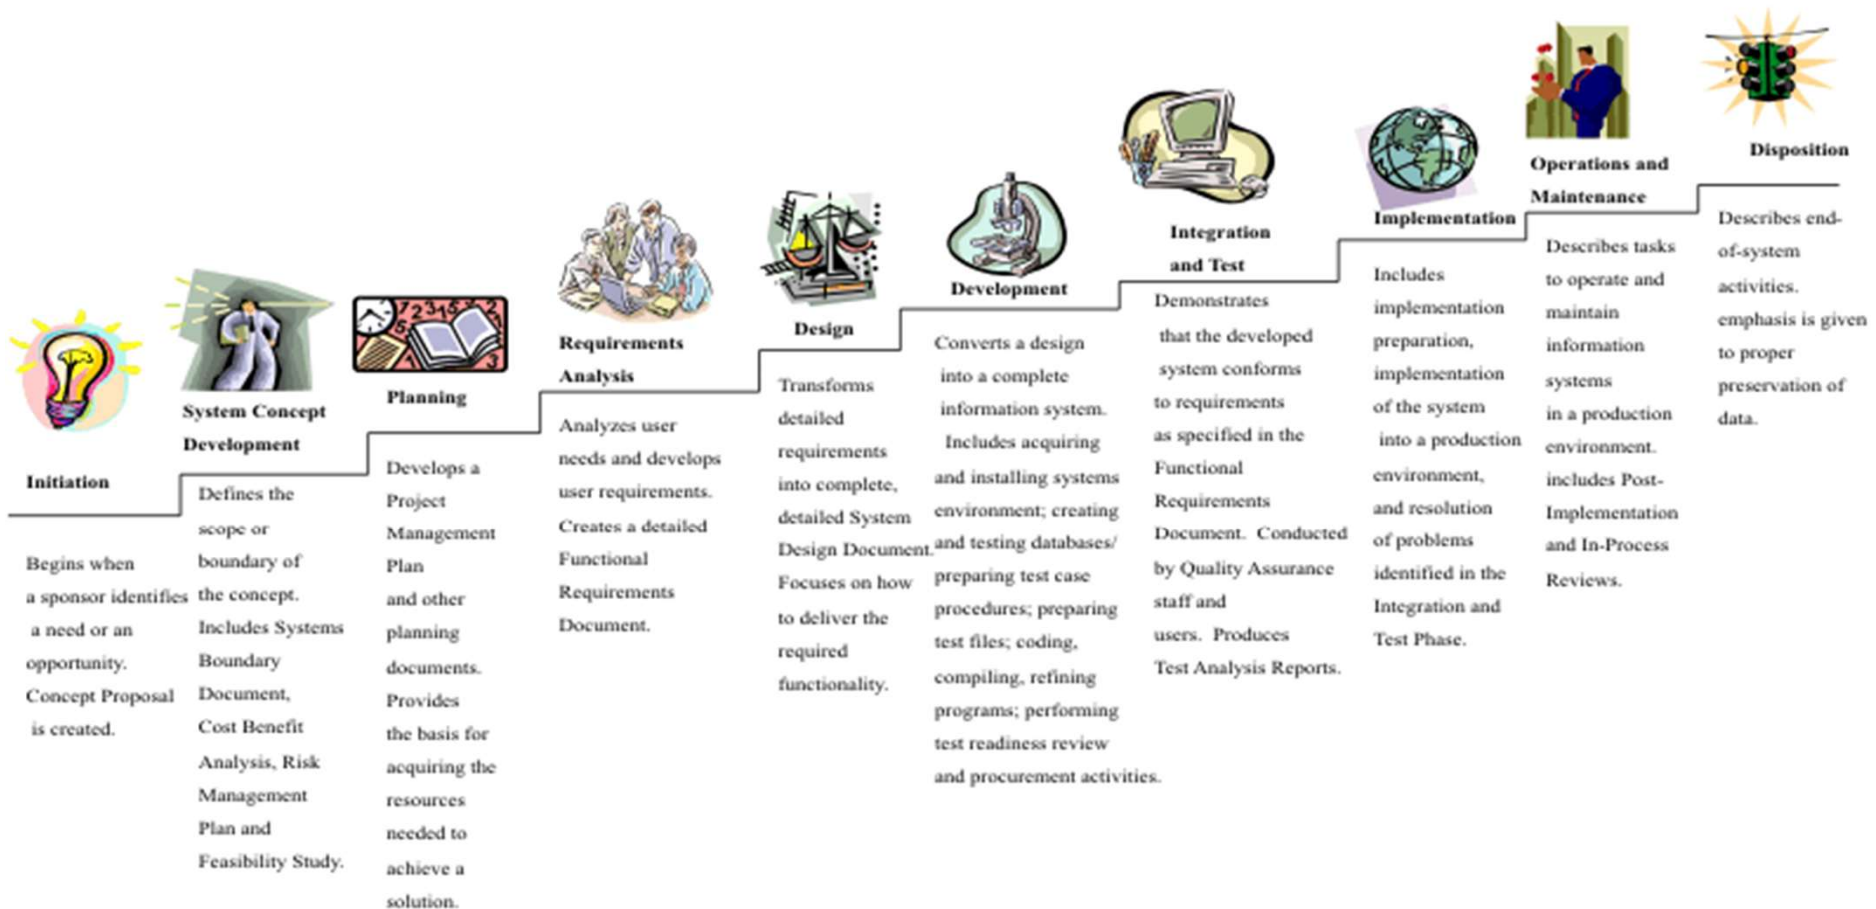 Initiation
Begins when
a sponsor identifies
a need or an
opportunity.
Concept Proposal
is created.
System Concept
Development
Defines the
scope or
boundary of
the concept.
Includes Systems
Boundary
Document,
Cost Benefit
Analysis, Risk
Management
Plan and
Feasibility Study.
Planning
Develops a
Project
Management
Plan
and other
planning
documents.
Provides
the basis for
acquiring the
resources
needed to
achieve a
solution.
Requirements
Analysis
Analyzes user
needs and develops
user requirements.
Creates a detailed
Functional
Requirements
Document.
Design
Transforms
detailed
requirements
into complete,
detailed System
Design Document.
Focuses on how
to deliver the
required
functionality.
Development
Converts a design
into a complete
information system.
Includes acquiring
and installing systems
environment; creating
and testing databases/
preparing test case
procedures; preparing
test files; coding,
compiling, refining
programs; performing
test readiness review
and procurement activities.
Integration
and Test
Demonstrates
that the developed
system conforms
to requirements
as specified in the
Functional
Requirements
Document. Conducted
by Quality Assurance
staff and
users. Produces
Test Analysis Reports.
Implementation
Includes
implementation
preparation,
implementation
of the system
into a production
environment,
and resolution
of problems
identified in the
Integration and
Test Phase.
Operations and
Maintenance
Describes tasks
to operate and
maintain
information
systems
in a production
environment.
includes Post-
Implementation
and In-Process
Reviews.
Disposition
Describes end-
of-system
activities.
emphasis is given
to proper
preservation of
data.